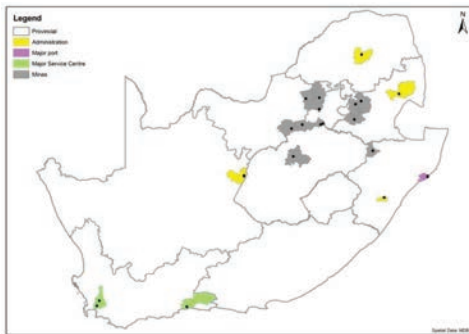 N
Legend
Provincial
Administration
Major port
Major Service Centre
Mines